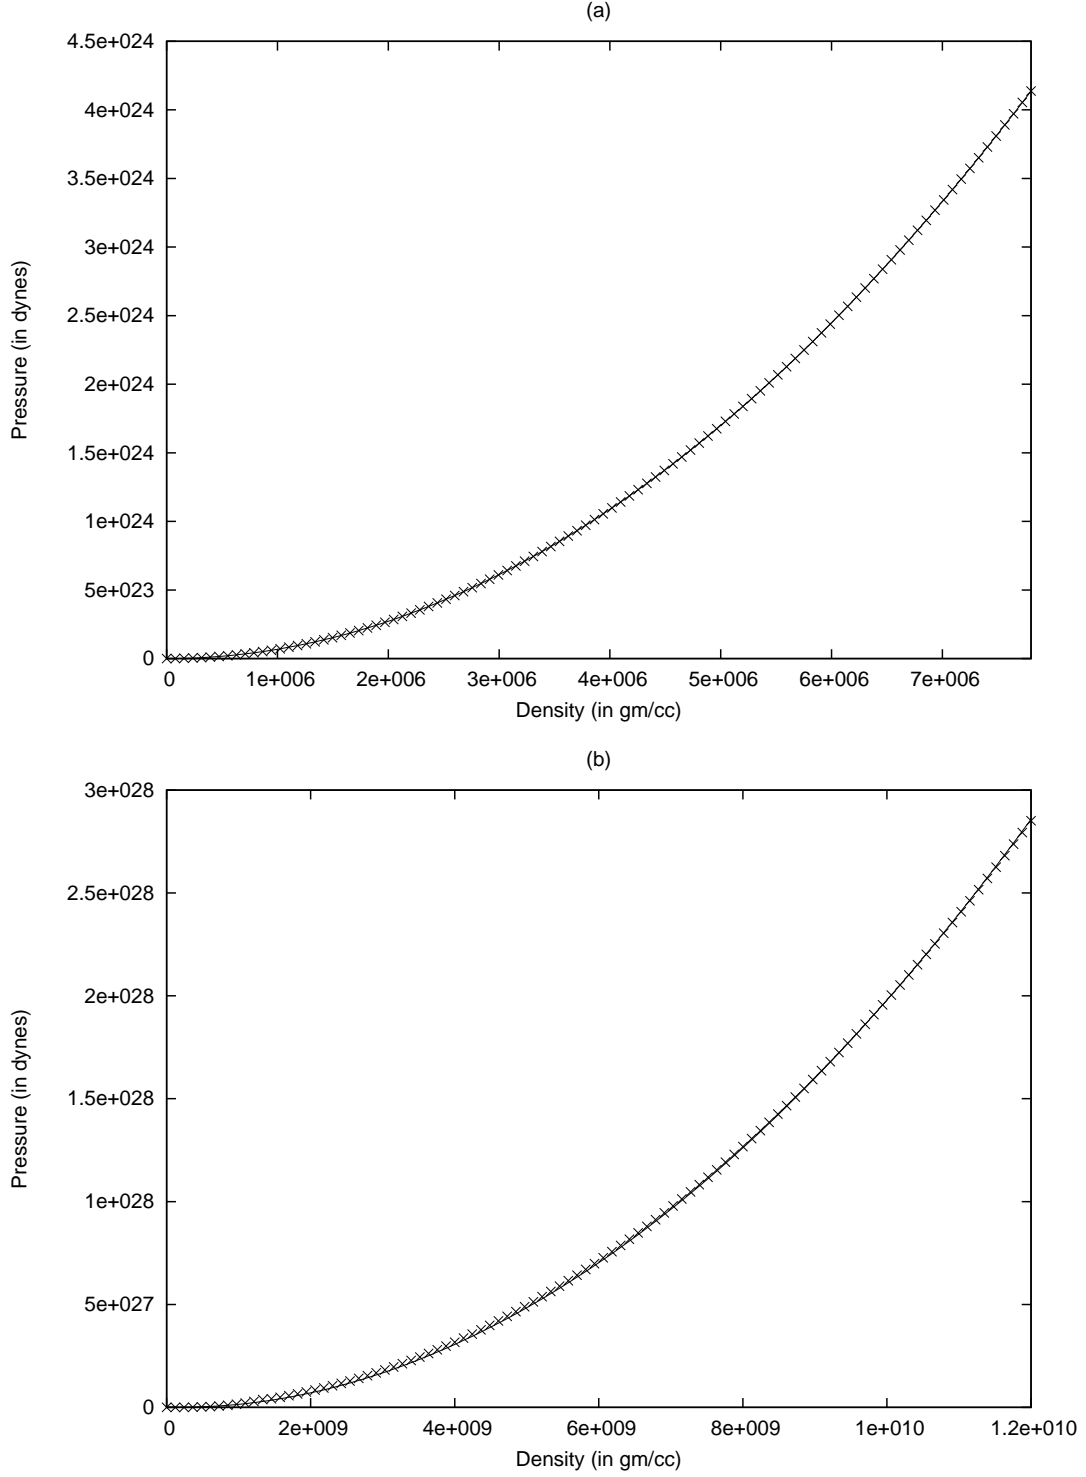 (a)
4.5e+024
4e+024
3.5e+024
3e+024
2.5e+024
2e+024
1.5e+024
1e+024
5e+023
0
Pressure (in dynes)
0 1e+006 2e+006 3e+006 4e+006 5e+006 6e+006 7e+006
Density (in gm/cc)
(b)
3e+028
2.5e+028
2e+028
1.5e+028
1e+028
5e+027
0
Pressure (in dynes)
0 2e+009 4e+009 6e+009 8e+009 1e+010 1.2e+010
Density (in gm/cc)